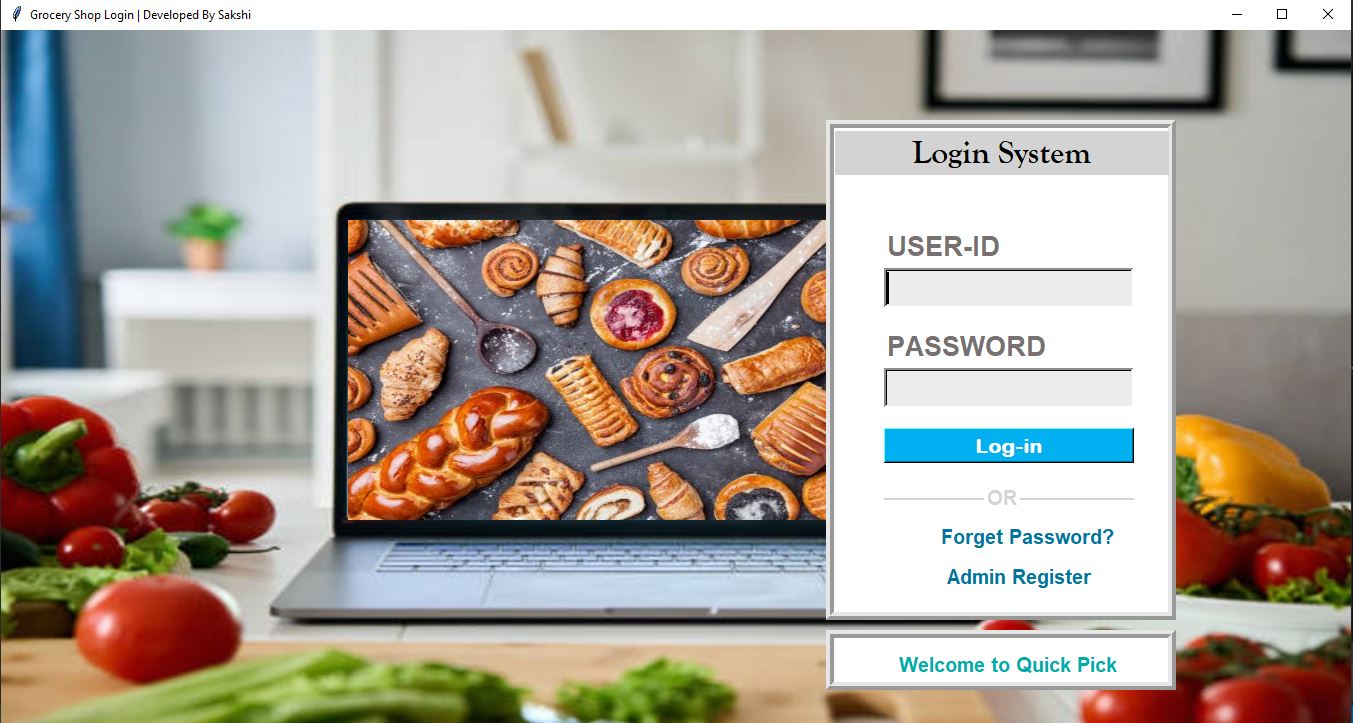 Grocery Shop Login | Developed By Sakshi
Login System
USER-ID
PASSWORD
Log-in
OR
Forget Password?
Admin Register
Welcome to Quick Pick